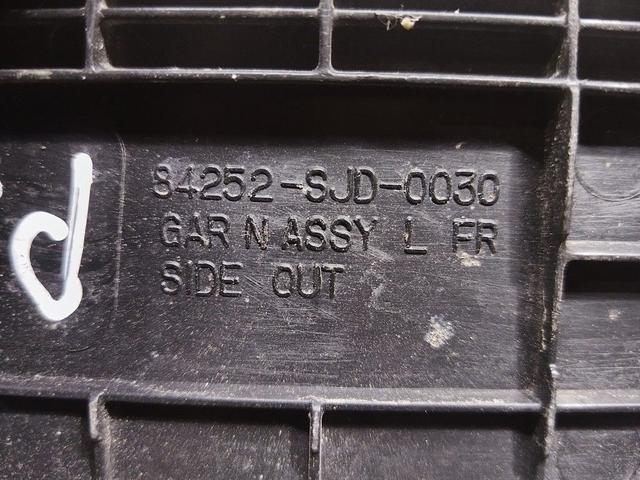 84252-SJD-0030
GAR N ASSY L FR
SIDE OUT